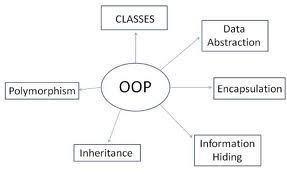 CLASSES
Data
Abstraction
OOP
Polymorphism
Encapsulation
Inheritance
Information
Hiding